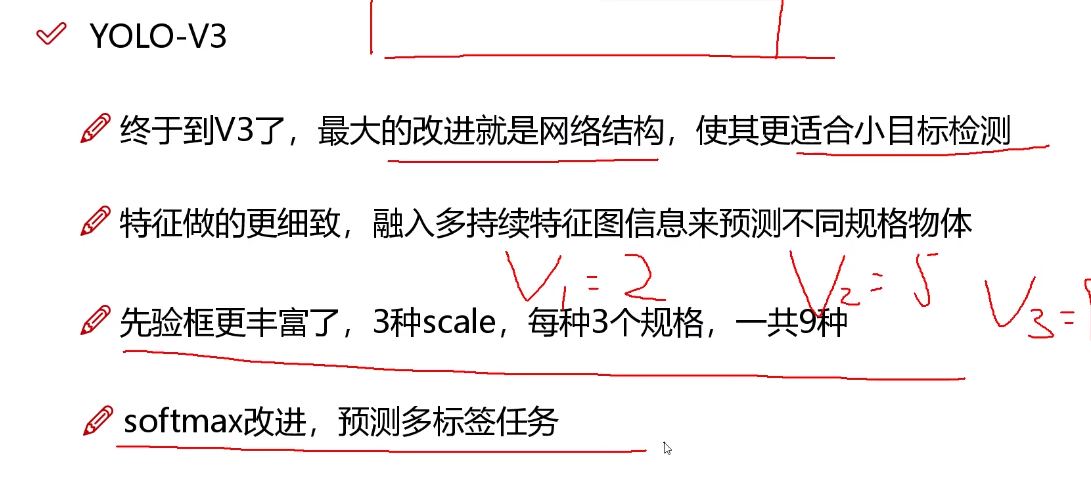 YOLO-V3
终于到V3了，最大的改进就是网络结构，使其更适合小目标检测
特征做的更细致，融入多持续特征图信息来预测不同规格物体
V1=2 V2=5 V3=
先验框更丰富了，3种scale，每种3个规格，一共9种
softmax改进，预测多标签任务